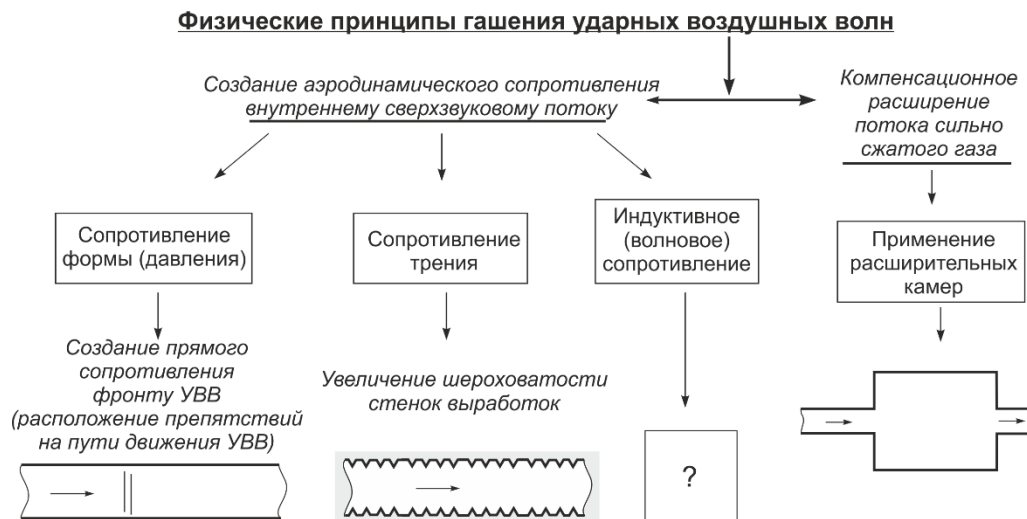 Физические принципы гашения ударных воздушных волн
Создание аэродинамического сопротивления
внутреннему сверхзвуковому потоку
Компенсационное
расширение
потока сильно
сжатого газа
Сопротивление
формы (давления)
Сопротивление
трения
Индуктивное
(волновое)
сопротивление
Применение
расширительных
камер
Создание прямого
сопротивления
фронту УВВ
(расположение препятствий
на пути движения УВВ)
Увеличение шероховатости
стенок выработок
?